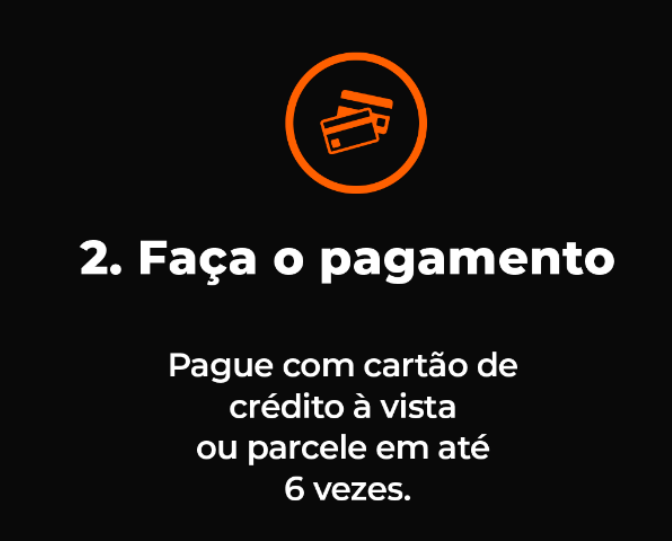 2. Faça o pagamento
Pague com cartão de
crédito à vista
ou parcele em até
6 vezes.